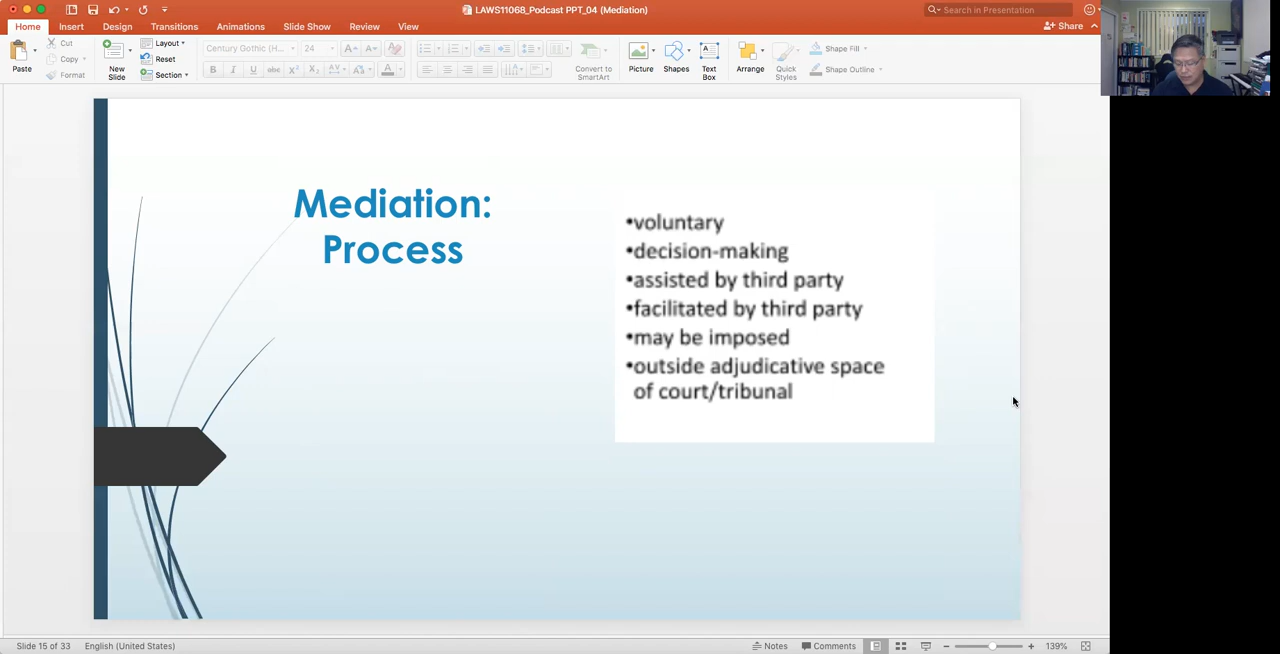 LAWS11068_Podcast PPT_04 (Mediation)
Search in Presentation
Home Insert Design Transitions Animations Slide Show Review View
Share
Paste
Cut
Copy
Format
New
Slide
Layout
Reset
Section
Century Gothic (H...
24
Convert to
SmartArt
Picture
Shapes
Text
Box
Arrange
Quick
Styles
Shape Fill
Shape Outline
Mediation:
Process
•voluntary
•decision-making
•assisted by third party
•facilitated by third party
•may be imposed
•outside adjudicative space
of court/tribunal
Slide 15 of 33 English (United States)
Notes Comments 139%